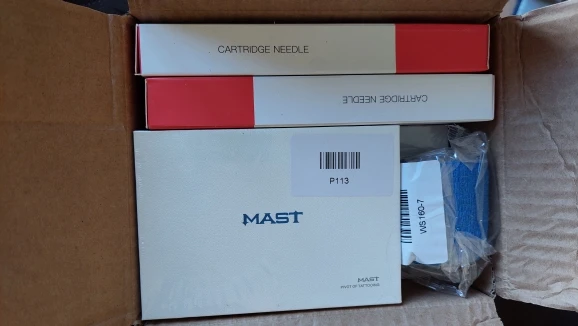 CARTRIDGE NEEDLE
CARTRIDGE NEEDLE
P113
MAST
WS160-7
MAST